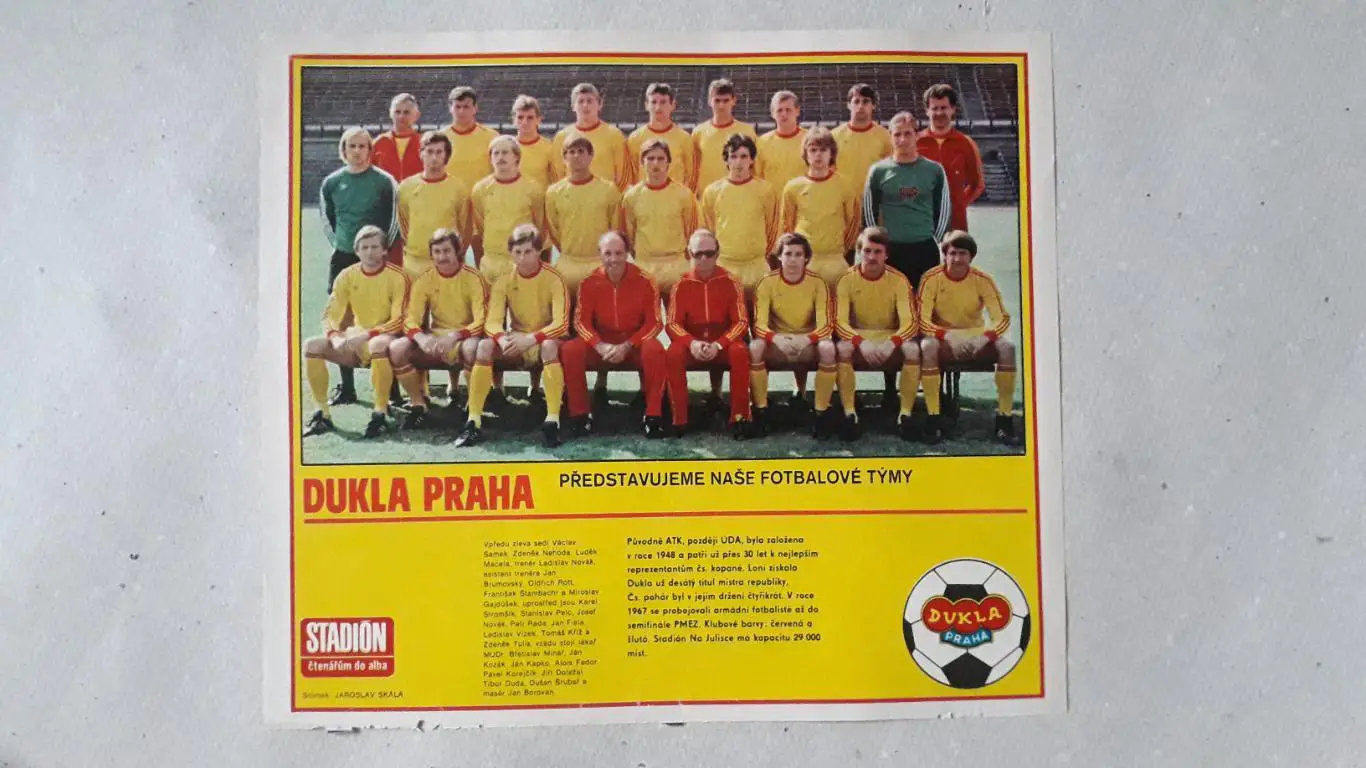 DUKLA PRAHA
PŘEDSTAVUJEME NAŠE FOTBALOVÉ TÝMY
Vpředu zleva sedí Václav
Samek, Zdeněk Nehoda, Luděk
Macela, trenér Ladislav Novák,
asistent trenéra Jan
Brumovský, Oldřich Rott,
František Štambachr a Miroslav
Gajdůšek, uprostřed jsou Karel
Stromšík, Stanislav Pelc, Josef
Novák, Petr Rada, Jan Fiala,
Ladislav Vízek, Tomáš Kříž a
Zdeněk Tulis, vzadu stojí lékař
MUDr. Břetislav Minář, Ján
Kozák, Ján Kapko, Alois Fedor,
Pavel Korejčík, Jiří Doležal,
Tibor Duda, Dušan Šrubař a
masér Jan Borovan.
Původně ATK, později ÚDA, byla založena
v roce 1948 a patří už přes 30 let k nejlepším
reprezentantům čs. kopané. Loni získala
Dukla už desátý titul mistra republiky,
Čs. pohár byl v jejím držení čtyřikrát. V roce
1967 se probojovali armádní fotbalisté až do
semifinále PMEZ. Klubové barvy: červená a
žlutá. Stadión Na Julisce má kapacitu 29 000
míst.
STADIÓN
čtenářům do alba
Snímek: JAROSLAV SKÁLA
DUKLA
PRAHA